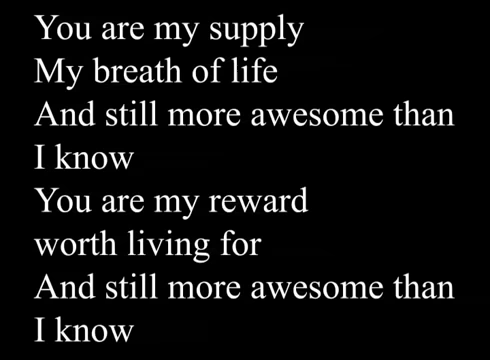 You are my supply
My breath of life
And still more awesome than
I know
You are my reward
worth living for
And still more awesome than
I know